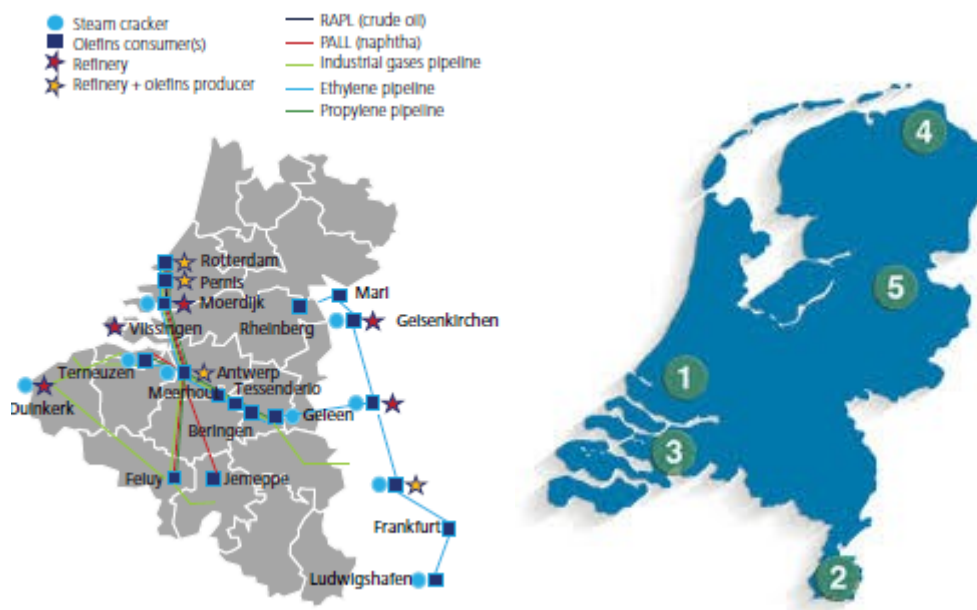 Steam cracker
Olefins consumer(s)
Refinery
Refinery + olefins producer
RAPL (crude oil)
PALL (naphtha)
Industrial gases pipeline
Ethylene pipeline
Propylene pipeline
Rotterdam
Pernis
Moerdijk
Vlissingen
Marl
Rheinberg
Gelsenkirchen
Terneuzen
Antwerp
Duinkerk
Meerhout
Tessenderlo
Beringen
Geleen
Feluy
Jemeppe
Frankfurt
Ludwigshafen
4
5
1
3
2